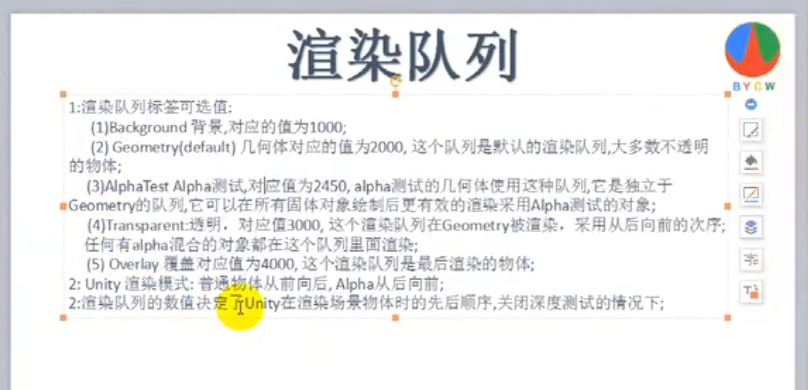 渲染队列
BYGW
1:渲染队列标签可选值:
(1)Background 背景,对应的值为1000;
(2) Geometry(default) 几何体对应的值为2000, 这个队列是默认的渲染队列,大多数不透明
的物体;
(3)AlphaTest Alpha测试,对应值为2450, alpha测试的几何体使用这种队列,它是独立于
Geometry的队列,它可以在所有固体对象绘制后更有效的渲染采用Alpha测试的对象;
(4)Transparent:透明，对应值3000, 这个渲染队列在Geometry被渲染，采用从后向前的次序;
任何有alpha混合的对象都在这个队列里面渲染;
(5) Overlay 覆盖对应值为4000, 这个渲染队列是最后渲染的物体;
2: Unity 渲染模式: 普通物体从前向后, Alpha从后向前;
2:渲染队列的数值决定了Unity在渲染场景物体时的先后顺序,关闭深度测试的情况下;